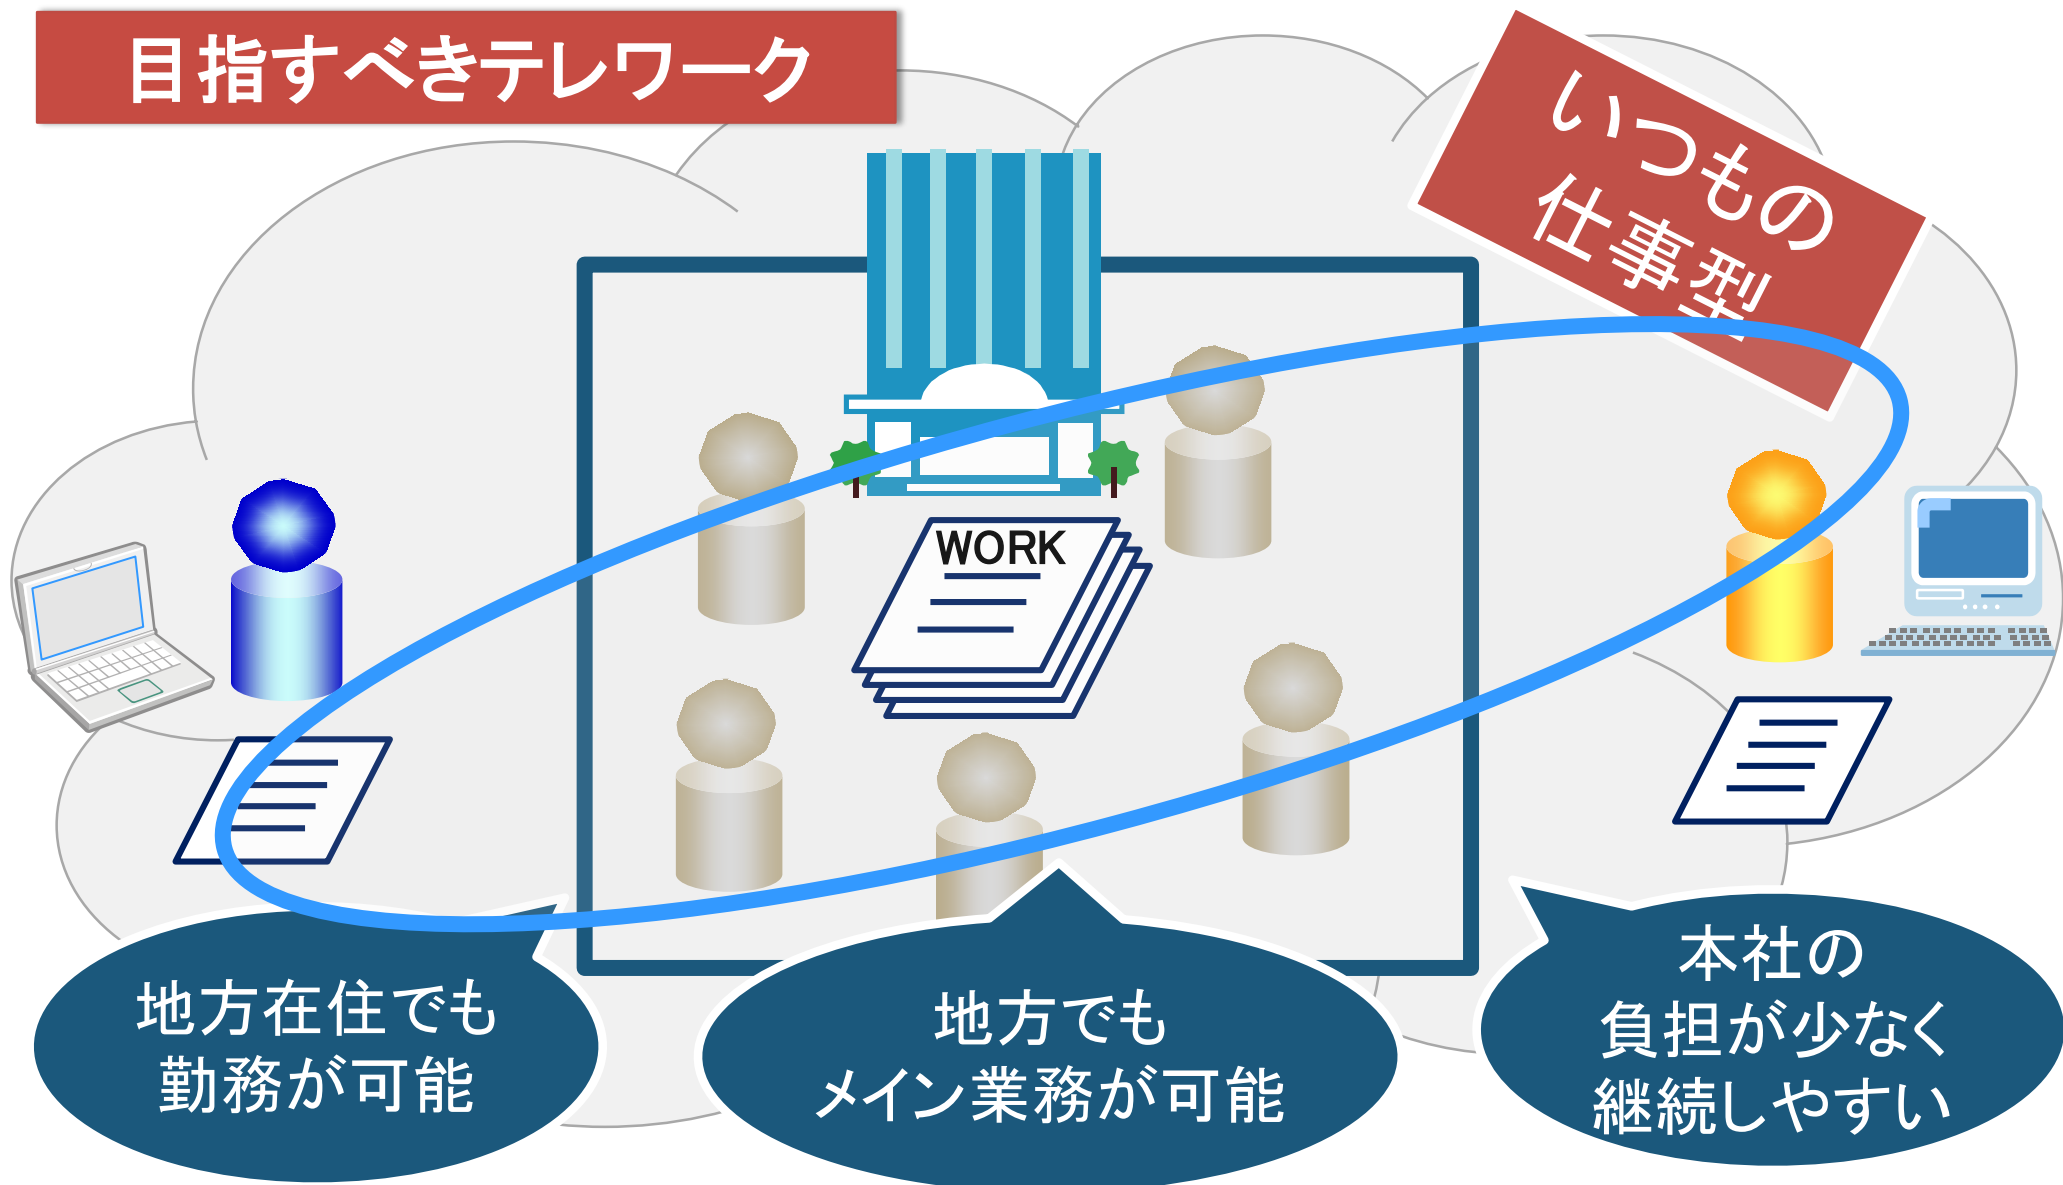 目指すべきテレワーク
いつもの
仕事型
WORK
地方在住でも
勤務が可能
地方でも
メイン業務が可能
本社の
負担が少なく
継続しやすい